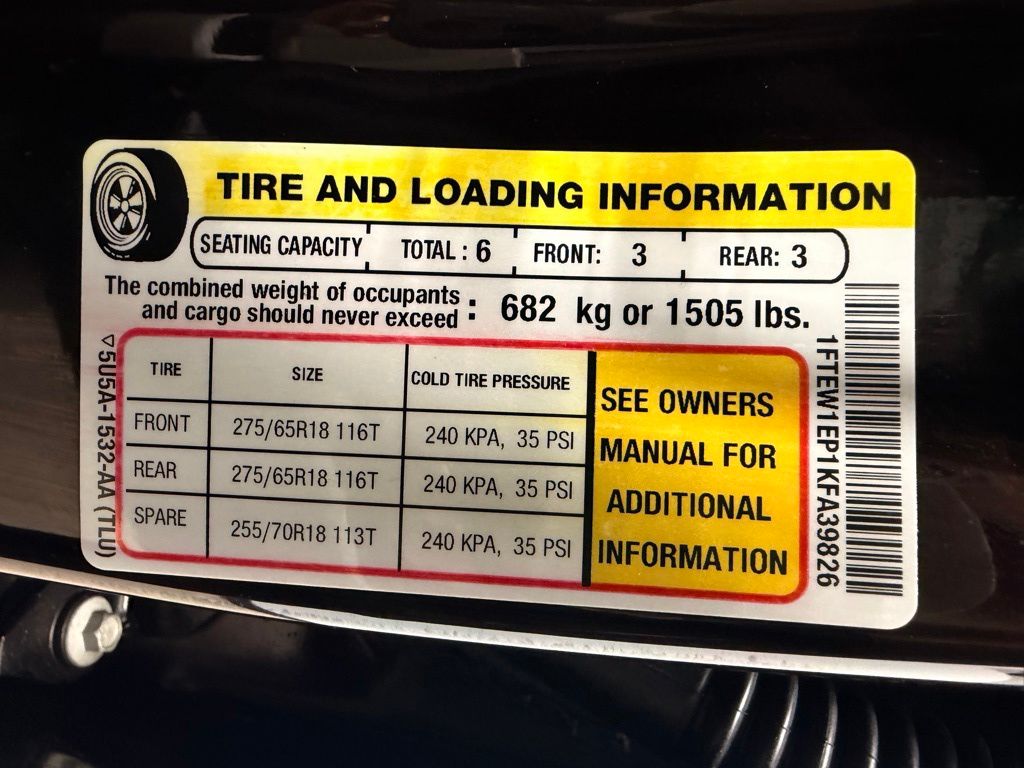 TIRE AND LOADING INFORMATION
SEATING CAPACITY TOTAL : 6 FRONT: 3 REAR: 3
The combined weight of occupants
and cargo should never exceed : 682 kg or 1505 lbs.
TIRE SIZE COLD TIRE PRESSURE
FRONT 275/65R18 116T 240 KPA, 35 PSI
REAR 275/65R18 116T 240 KPA, 35 PSI
SPARE 255/70R18 113T 240 KPA, 35 PSI
SEE OWNERS
MANUAL FOR
ADDITIONAL
INFORMATION
▽5U5A-1532-AA (TLU)
1FTEW1EP1KFA39826